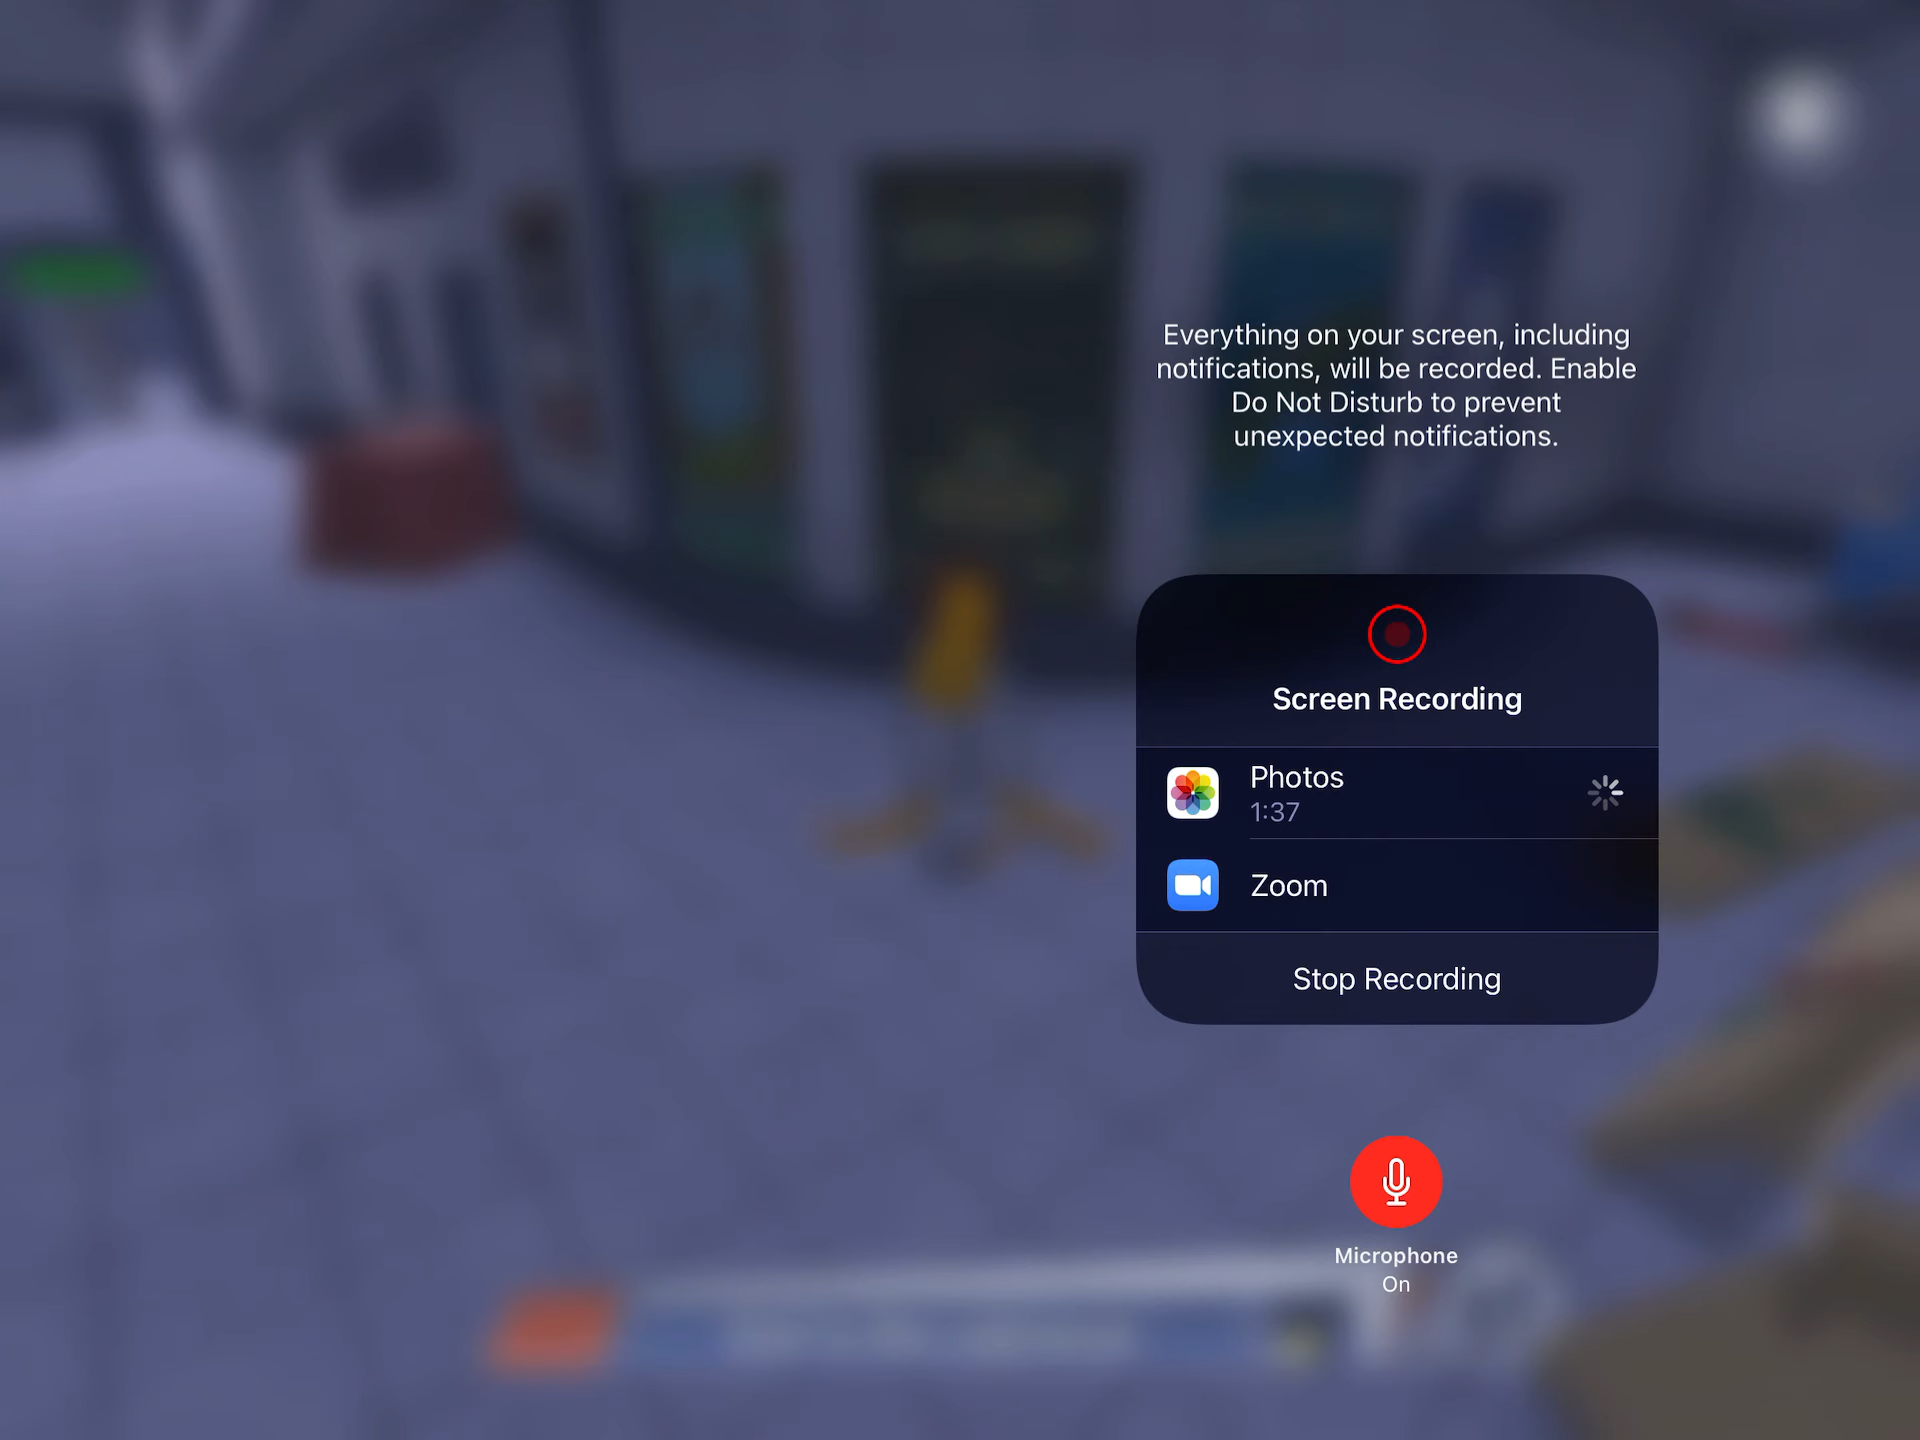 Everything on your screen, including
notifications, will be recorded. Enable
Do Not Disturb to prevent
unexpected notifications.
Screen Recording
Photos
1:37
Zoom
Stop Recording
Microphone
On